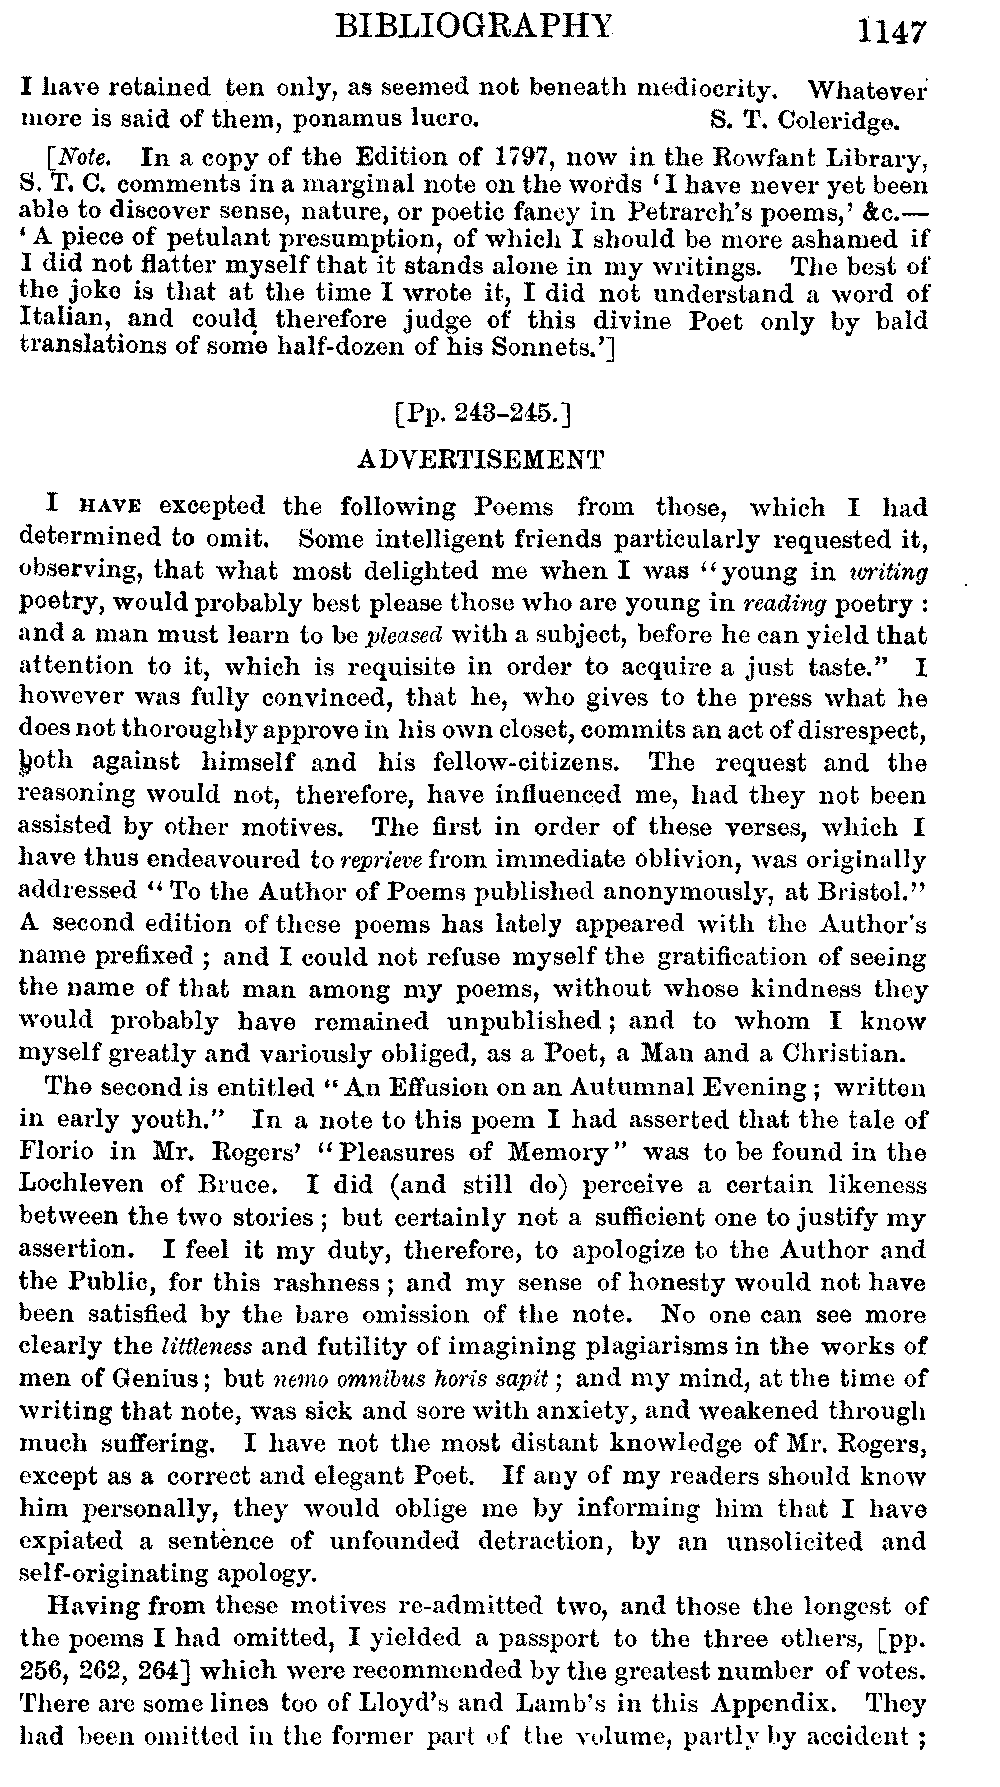 BIBLIOGRAPHY 1147
I have retained ten only, as seemed not beneath mediocrity. Whatever
more is said of them, ponamus lucro. S. T. Coleridge.
[Note. In a copy of the Edition of 1797, now in the Rowfant Library,
S. T. C. comments in a marginal note on the words ‘I have never yet been
able to discover sense, nature, or poetic fancy in Petrarch’s poems,’ &c.—
‘A piece of petulant presumption, of which I should be more ashamed if
I did not flatter myself that it stands alone in my writings. The best of
the joke is that at the time I wrote it, I did not understand a word of
Italian, and could therefore judge of this divine Poet only by bald
translations of some half-dozen of his Sonnets.’]
[Pp. 243–245.]
ADVERTISEMENT
I HAVE excepted the following Poems from those, which I had
determined to omit. Some intelligent friends particularly requested it,
observing, that what most delighted me when I was “young in writing
poetry, would probably best please those who are young in reading poetry :
and a man must learn to be pleased with a subject, before he can yield that
attention to it, which is requisite in order to acquire a just taste.” I
however was fully convinced, that he, who gives to the press what he
does not thoroughly approve in his own closet, commits an act of disrespect,
both against himself and his fellow-citizens. The request and the
reasoning would not, therefore, have influenced me, had they not been
assisted by other motives. The first in order of these verses, which I
have thus endeavoured to reprieve from immediate oblivion, was originally
addressed “To the Author of Poems published anonymously, at Bristol.”
A second edition of these poems has lately appeared with the Author’s
name prefixed ; and I could not refuse myself the gratification of seeing
the name of that man among my poems, without whose kindness they
would probably have remained unpublished ; and to whom I know
myself greatly and variously obliged, as a Poet, a Man and a Christian.
The second is entitled “An Effusion on an Autumnal Evening ; written
in early youth.” In a note to this poem I had asserted that the tale of
Florio in Mr. Rogers’ “Pleasures of Memory” was to be found in the
Lochleven of Bruce. I did (and still do) perceive a certain likeness
between the two stories ; but certainly not a sufficient one to justify my
assertion. I feel it my duty, therefore, to apologize to the Author and
the Public, for this rashness ; and my sense of honesty would not have
been satisfied by the bare omission of the note. No one can see more
clearly the littleness and futility of imagining plagiarisms in the works of
men of Genius ; but nemo omnibus horis sapit ; and my mind, at the time of
writing that note, was sick and sore with anxiety, and weakened through
much suffering. I have not the most distant knowledge of Mr. Rogers,
except as a correct and elegant Poet. If any of my readers should know
him personally, they would oblige me by informing him that I have
expiated a sentence of unfounded detraction, by an unsolicited and
self-originating apology.
Having from these motives re-admitted two, and those the longest of
the poems I had omitted, I yielded a passport to the three others, [pp.
256, 262, 264] which were recommended by the greatest number of votes.
There are some lines too of Lloyd’s and Lamb’s in this Appendix. They
had been omitted in the former part of the volume, partly by accident ;